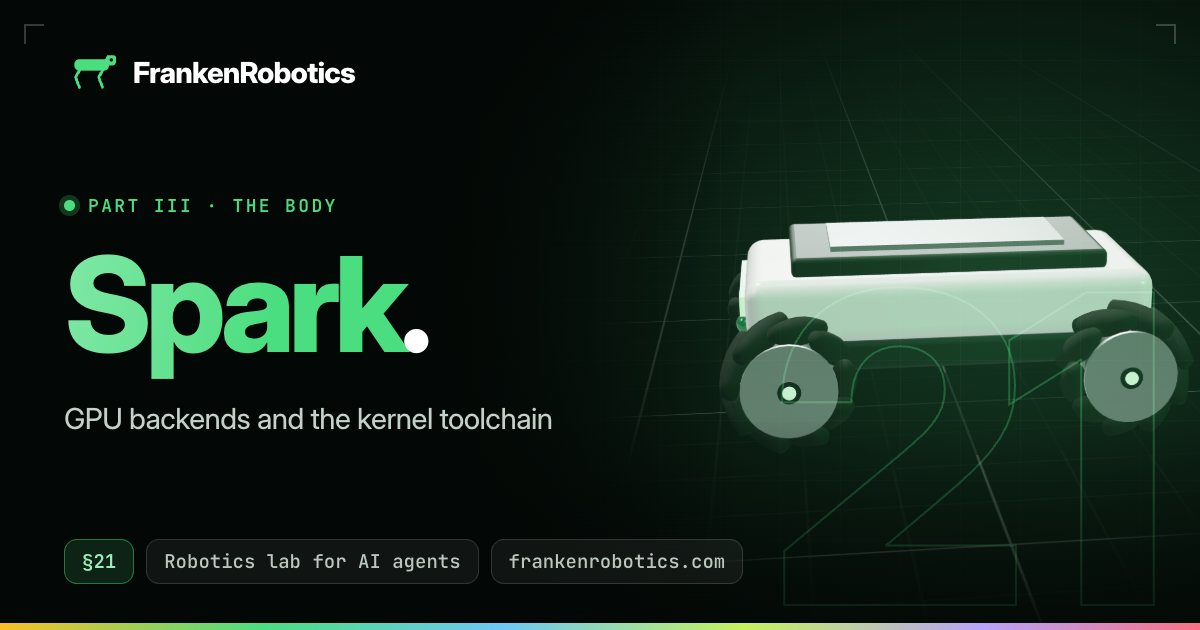 FrankenRobotics
PART III · THE BODY
Spark.
GPU backends and the kernel toolchain
§21
Robotics lab for AI agents
frankenrobotics.com
21